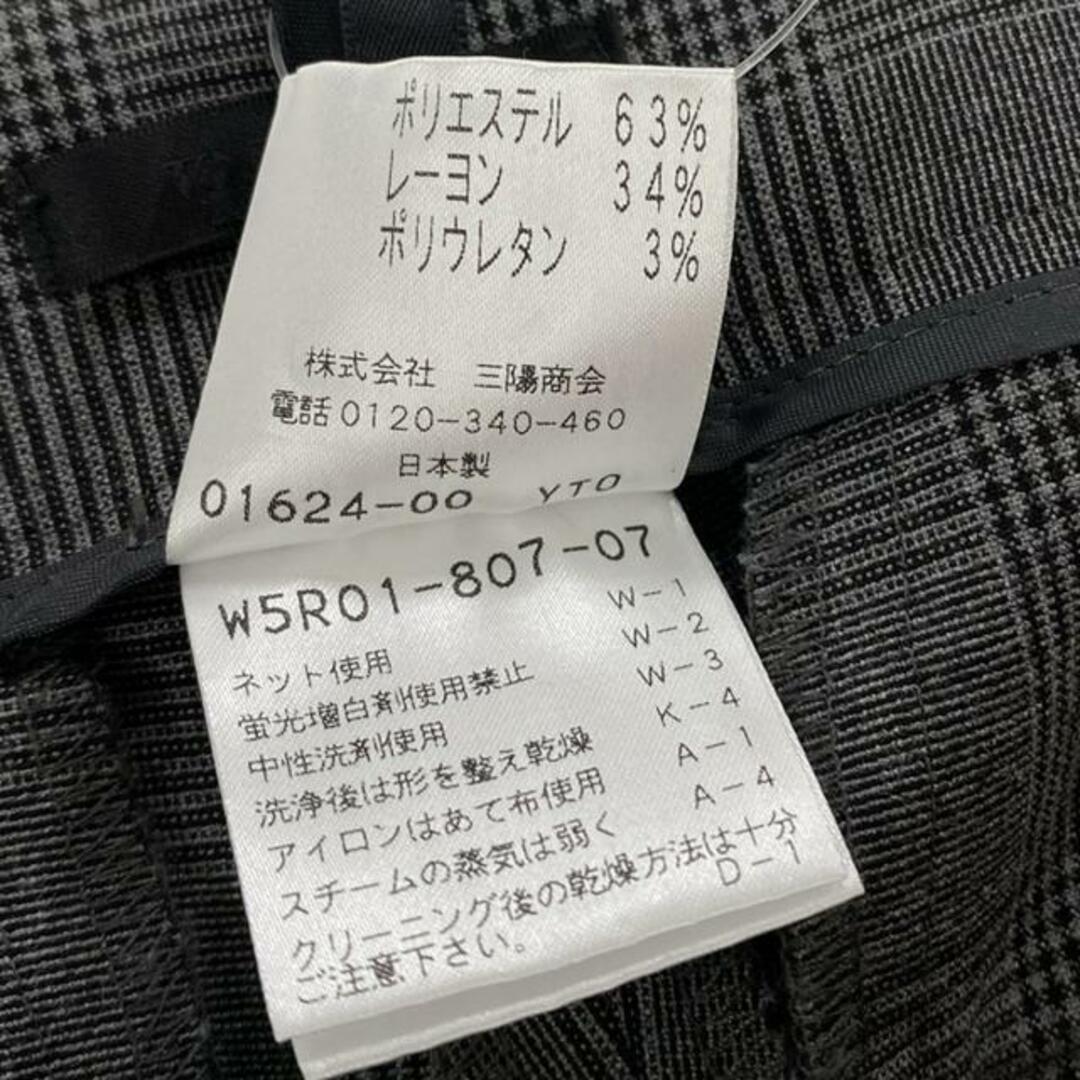 ポリエステル 63%
レーヨン 34%
ポリウレタン 3%
株式会社 三陽商会
電話0120-340-460
日本製
01624-00 YTO
W5R01-807-07
ネット使用 W-1
蛍光増白剤使用禁止 W-2
中性洗剤使用 W-3
洗浄後は形を整え乾燥 K-4
アイロンはあて布使用 A-1
スチームの蒸気は弱く A-4
クリーニング後の乾燥方法は十分
ご注意下さい。 D-1